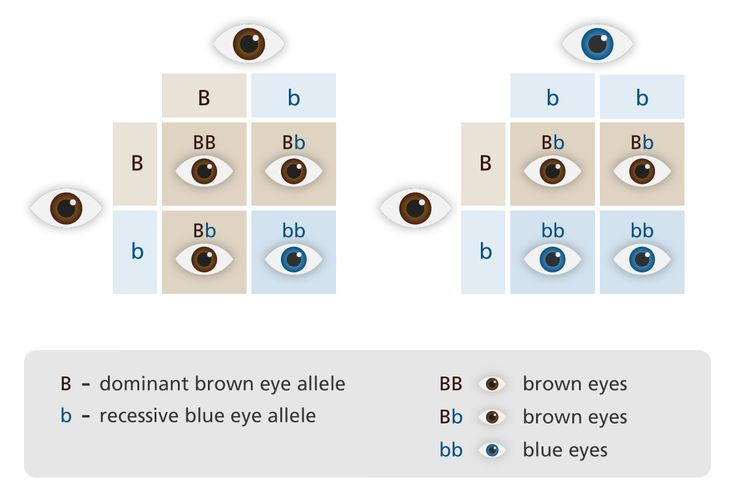 B b
B BB Bb
b Bb bb
b b
B Bb Bb
b bb bb
B - dominant brown eye allele
b - recessive blue eye allele
BB brown eyes
Bb brown eyes
bb blue eyes